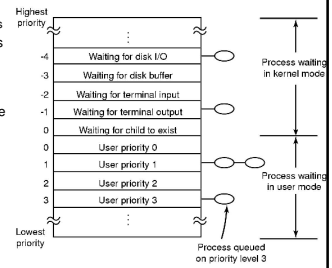 Highest
priority
s
s
e
-4 Waiting for disk I/O
-3 Waiting for disk buffer
-2 Waiting for terminal input
-1 Waiting for terminal output
0 Waiting for child to exist
0 User priority 0
1 User priority 1
2 User priority 2
3 User priority 3
Lowest
priority
Process waiting
in kernel mode
Process waiting
in user mode
Process queued
on priority level 3